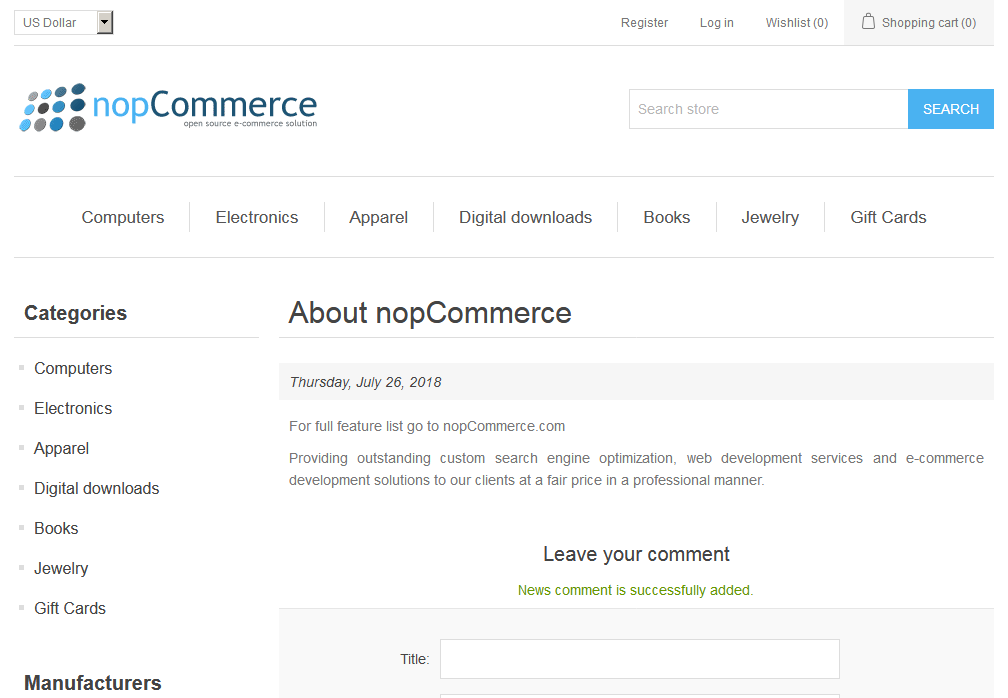 US Dollar
Register
Log in
Wishlist (0)
Shopping cart (0)
nopCommerce
open source e-commerce solution
Search store
SEARCH
Computers
Electronics
Apparel
Digital downloads
Books
Jewelry
Gift Cards
Categories
Computers
Electronics
Apparel
Digital downloads
Books
Jewelry
Gift Cards
Manufacturers
About nopCommerce
Thursday, July 26, 2018
For full feature list go to nopCommerce.com
Providing outstanding custom search engine optimization, web development services and e-commerce
development solutions to our clients at a fair price in a professional manner.
Leave your comment
News comment is successfully added.
Title: